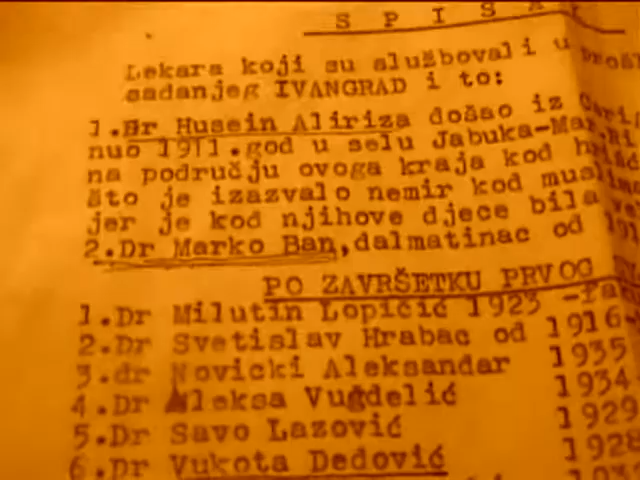 S P I S A
Lekara koji su službovali u
sadanjeg IVANGRAD i to:
1.Dr Husein Aliriza došao iz
nuo 1911.god u selu Jabuka-Mar
na području ovoga kraja kod
što je izazvalo nemir kod
jer je kod njihove djece bila
2.Dr Marko Ban,dalmatinac od
PO ZAVRŠETKU PRVOG
1.Dr Milutin Lopičić 1923
2.Dr Svetislav Hrabac od 1916-
3.dr Novicki Aleksandar 1935
4.Dr Aleksa Vugdelić 1934
5.Dr Savo Lazović 1929
6.Dr Vukota Dedović 1928